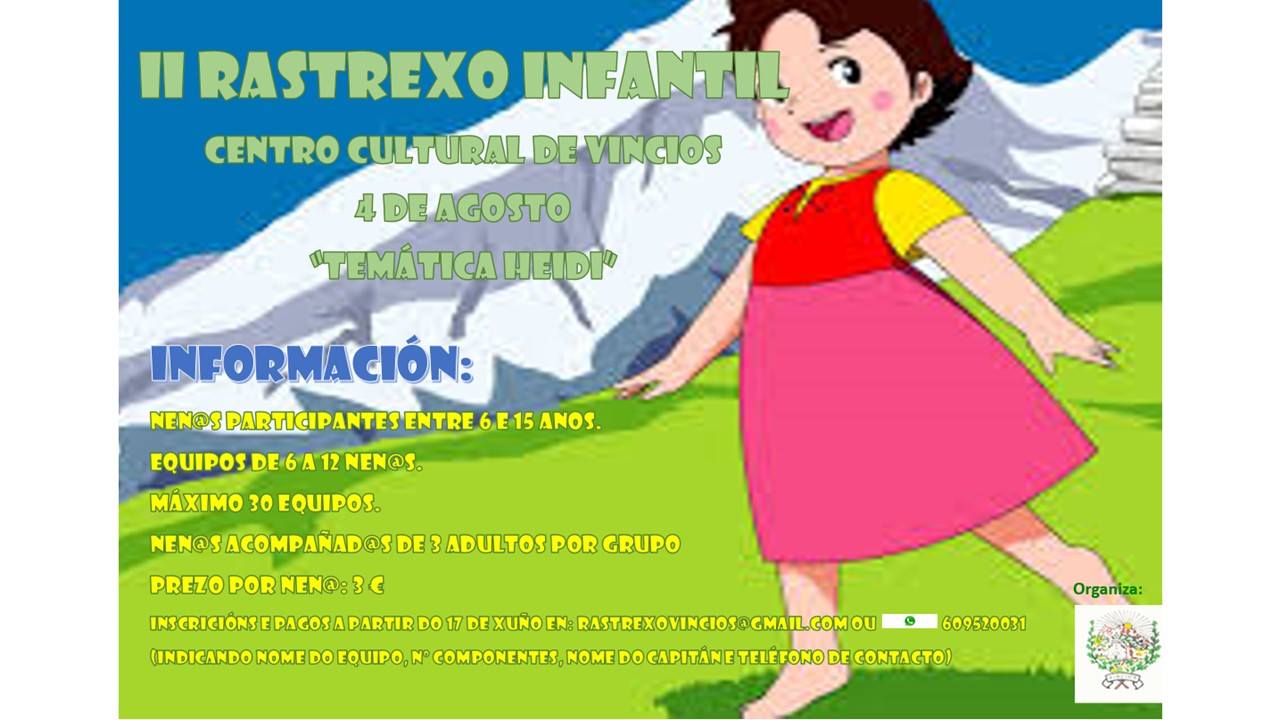 II RASTREXO INFANTIL
CENTRO CULTURAL DE VINCIOS
4 DE AGOSTO
"TEMÁTICA HEIDI"
INFORMACIÓN:
NEN@S PARTICIPANTES ENTRE 6 E 15 ANOS.
EQUIPOS DE 6 A 12 NEN@S.
MÁXIMO 30 EQUIPOS.
NEN@S ACOMPAÑAD@S DE 3 ADULTOS POR GRUPO
PREZO POR NEN@: 3 €
INSCRICIÓNS E PAGOS A PARTIR DO 17 DE XUÑO EN: RASTREXOVINCIOS@GMAIL.COM OU 609520031
(INDICANDO NOME DO EQUIPO, Nº COMPONENTES, NOME DO CAPITÁN E TELÉFONO DE CONTACTO)
Organiza:
VINCIOS